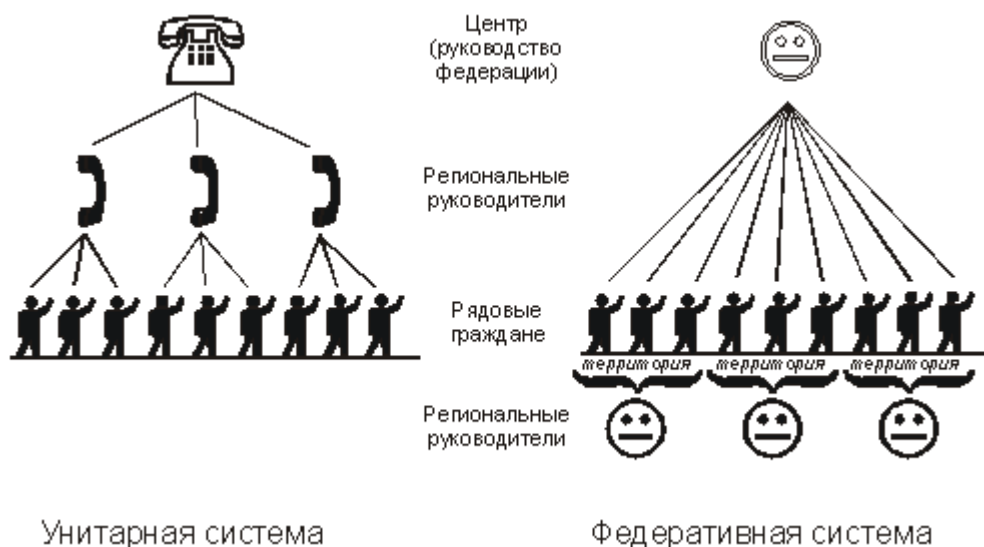 Центр
(руководство
федерации)
Региональные
руководители
Рядовые
граждане
территория территория территория
Региональные
руководители
Унитарная система
Федеративная система